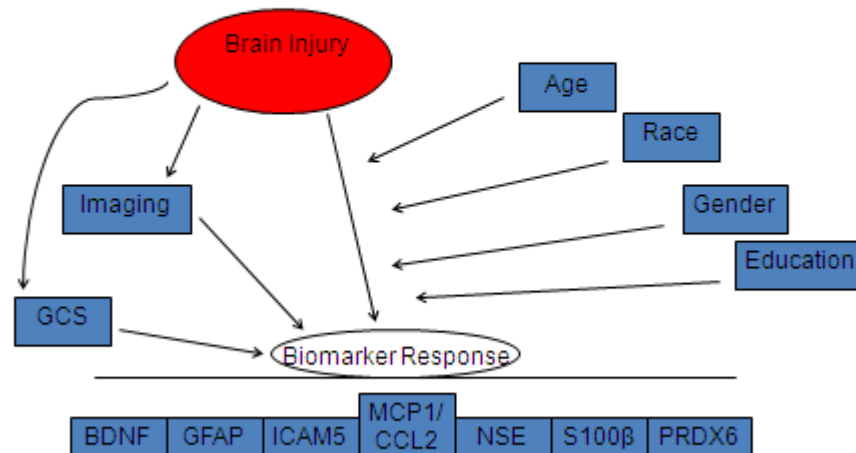 Brain Injury
Age
Race
Imaging
Gender
Education
GCS
Biomarker Response
BDNF
GFAP
ICAM5
MCP1/
CCL2
NSE
S100β
PRDX6